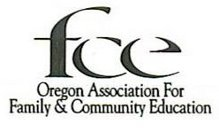 fce
Oregon Association For
Family & Community Education